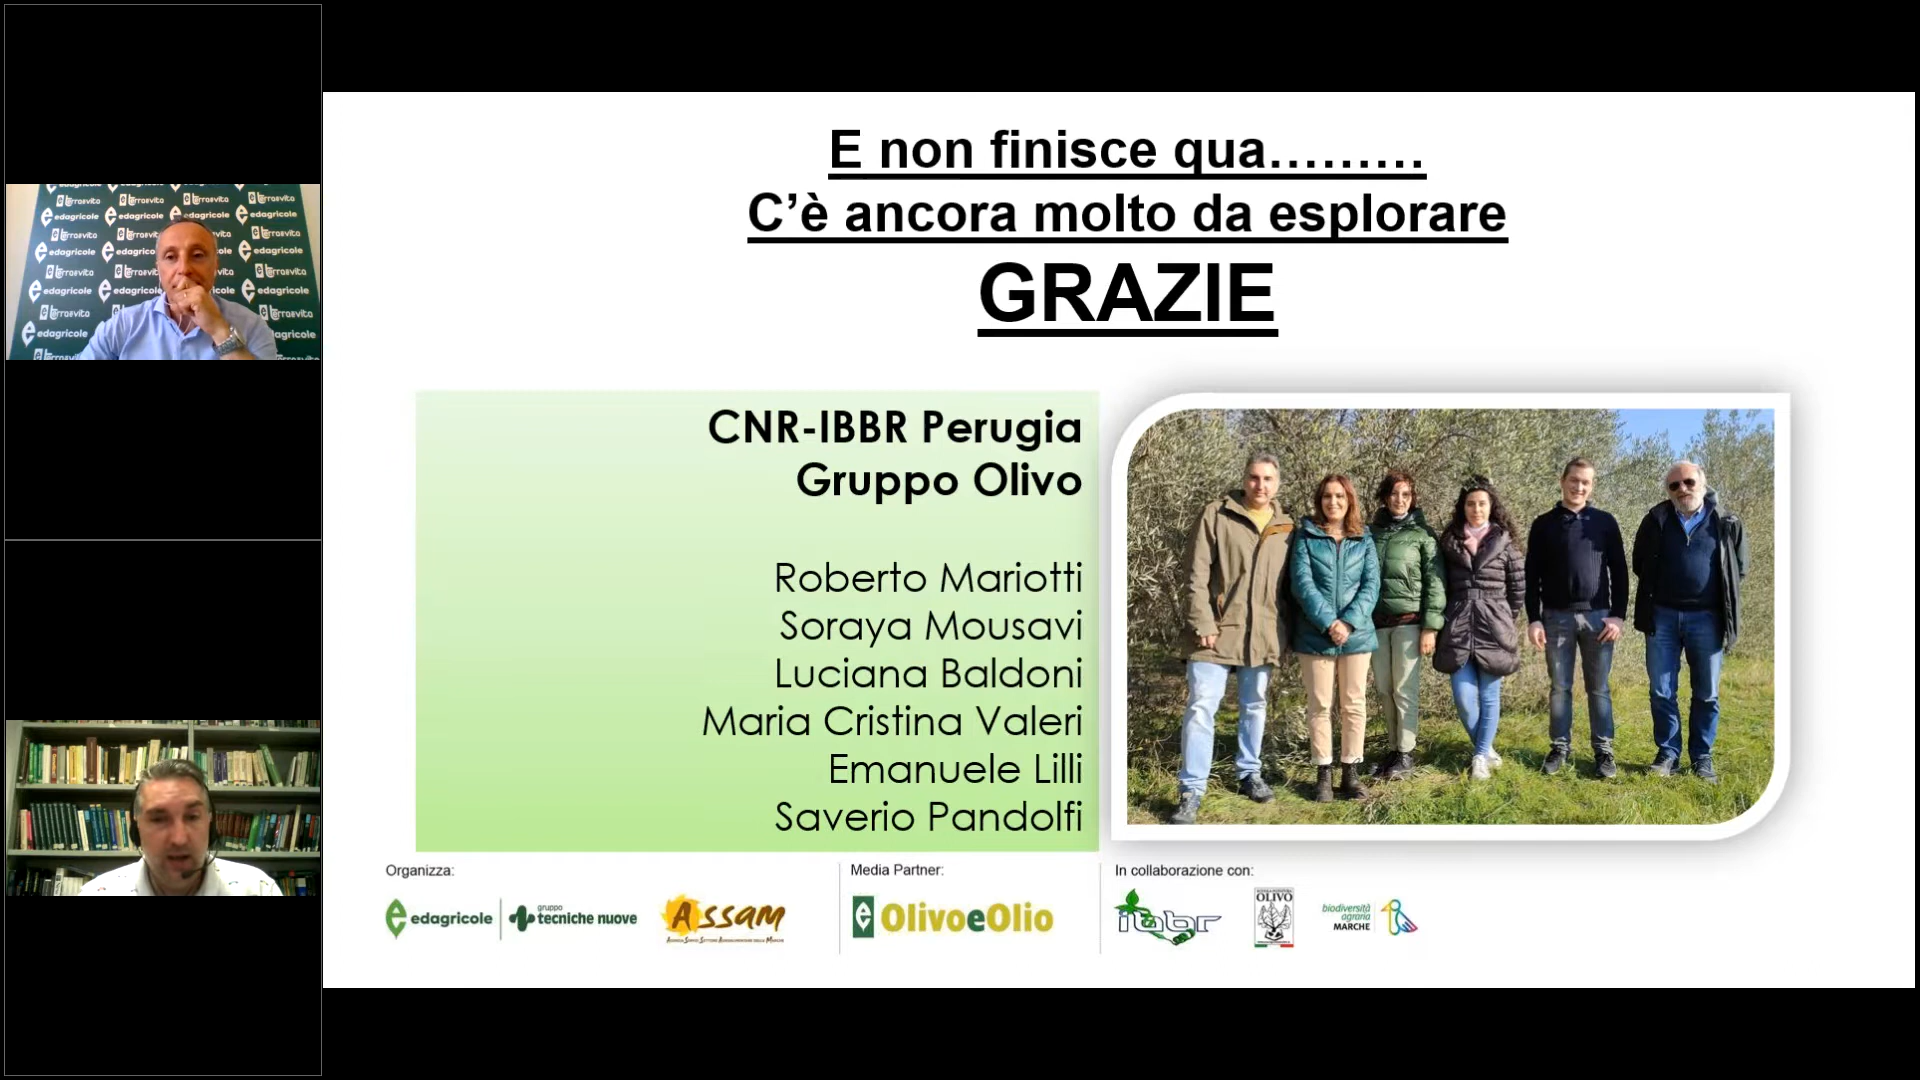 E non finisce qua.........
C’è ancora molto da esplorare
GRAZIE
CNR-IBBR Perugia
Gruppo Olivo
Roberto Mariotti
Soraya Mousavi
Luciana Baldoni
Maria Cristina Valeri
Emanuele Lilli
Saverio Pandolfi
Organizza:
edagricole
gruppo
tecniche nuove
ASSAM
Media Partner:
OlivoeOlio
In collaborazione con:
ibbr
OLIVO
biodiversità
agraria
MARCHE
edagricole
terraevita